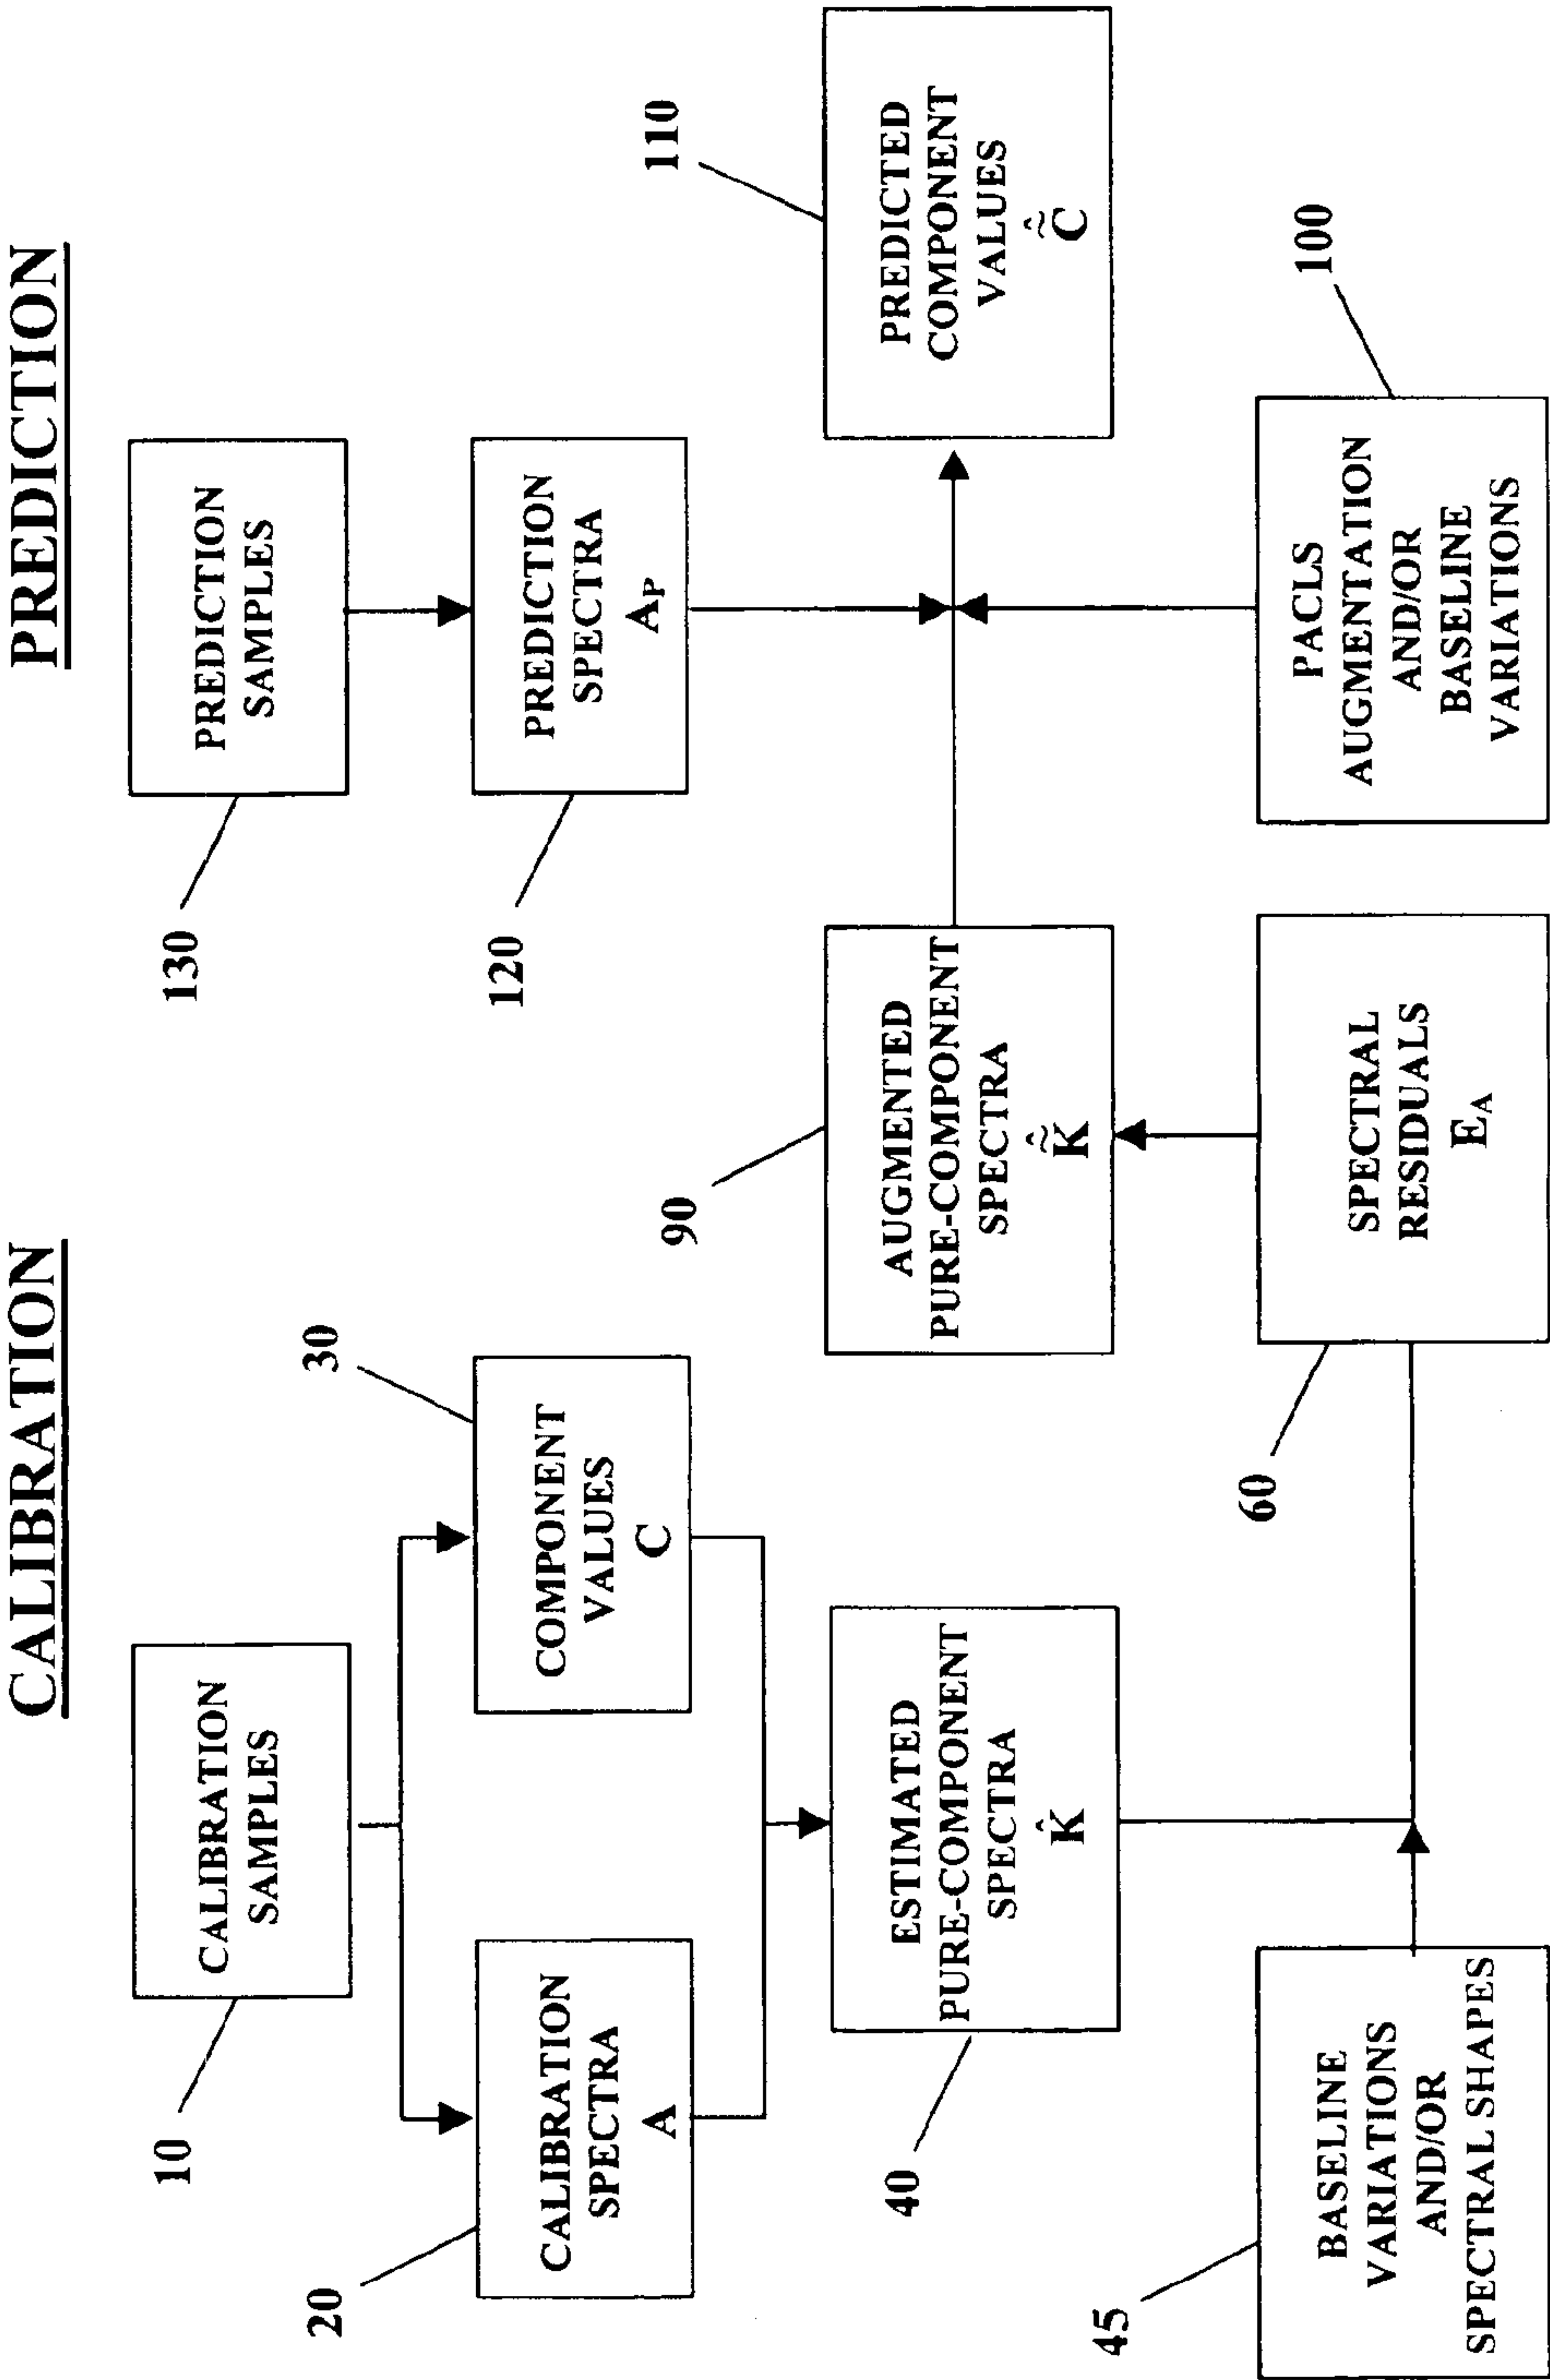 CALIBRATION
10
CALIBRATION
SAMPLES
20
CALIBRATION
SPECTRA
A
30
COMPONENT
VALUES
C
40
ESTIMATED
PURE-COMPONENT
SPECTRA
K̂
45
BASELINE
VARIATIONS
AND/OR
SPECTRAL SHAPES
60
SPECTRAL
RESIDUALS
E_A
90
AUGMENTED
PURE-COMPONENT
SPECTRA
K̃̂
PREDICTION
130
PREDICTION
SAMPLES
120
PREDICTION
SPECTRA
A_P
110
PREDICTED
COMPONENT
VALUES
C̃̂
100
PACLS
AUGMENTATION
AND/OR
BASELINE
VARIATIONS